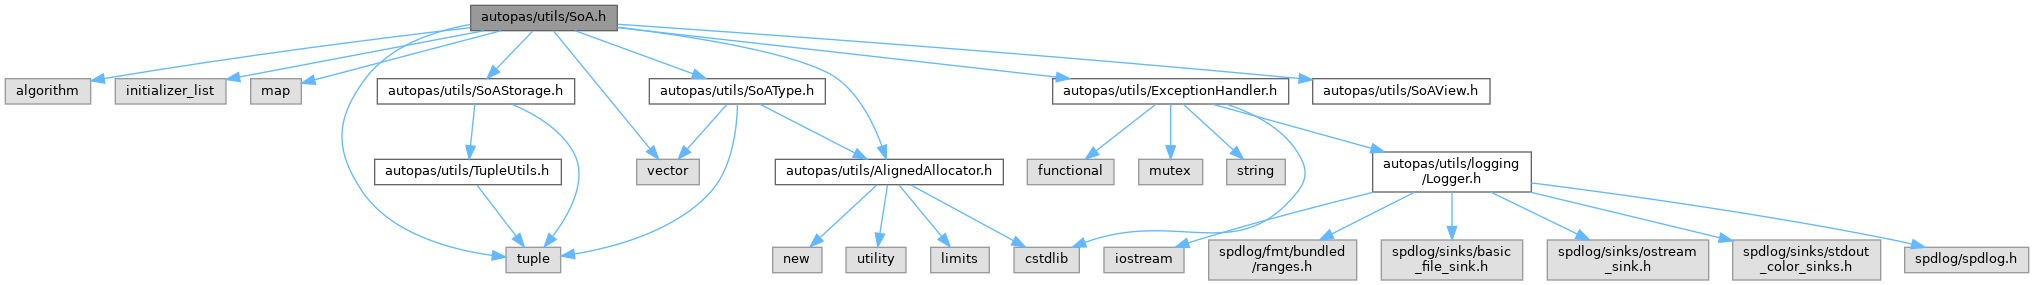 autopas/utils/SoA.h
algorithm
initializer_list
map
autopas/utils/SoAStorage.h
autopas/utils/SoAType.h
autopas/utils/ExceptionHandler.h
autopas/utils/SoAView.h
autopas/utils/TupleUtils.h
vector
autopas/utils/AlignedAllocator.h
functional
mutex
string
autopas/utils/logging
/Logger.h
tuple
new
utility
limits
cstdlib
iostream
spdlog/fmt/bundled
/ranges.h
spdlog/sinks/basic
_file_sink.h
spdlog/sinks/ostream
_sink.h
spdlog/sinks/stdout
_color_sinks.h
spdlog/spdlog.h